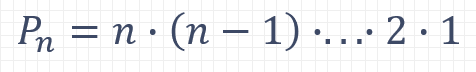 Pₙ = n · (n − 1) ·…· 2 · 1